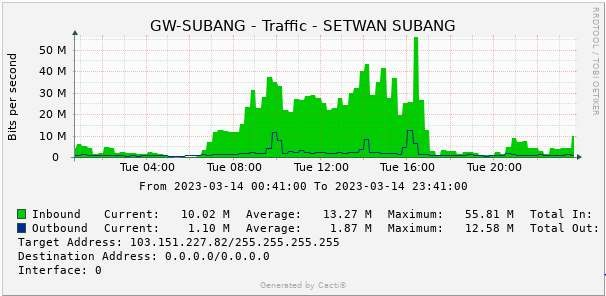 GW-SUBANG - Traffic - SETWAN SUBANG
RRDTOOL / TOBI OETIKER
Bits per second
50 M
40 M
30 M
20 M
10 M
0
Tue 04:00 Tue 08:00 Tue 12:00 Tue 16:00 Tue 20:00
From 2023-03-14 00:41:00 To 2023-03-14 23:41:00
Inbound Current: 10.02 M Average: 13.27 M Maximum: 55.81 M Total In:
Outbound Current: 1.10 M Average: 1.87 M Maximum: 12.58 M Total Out:
Target Address: 103.151.227.82/255.255.255.255
Destination Address: 0.0.0.0/0.0.0.0
Interface: 0
Generated by Cacti®